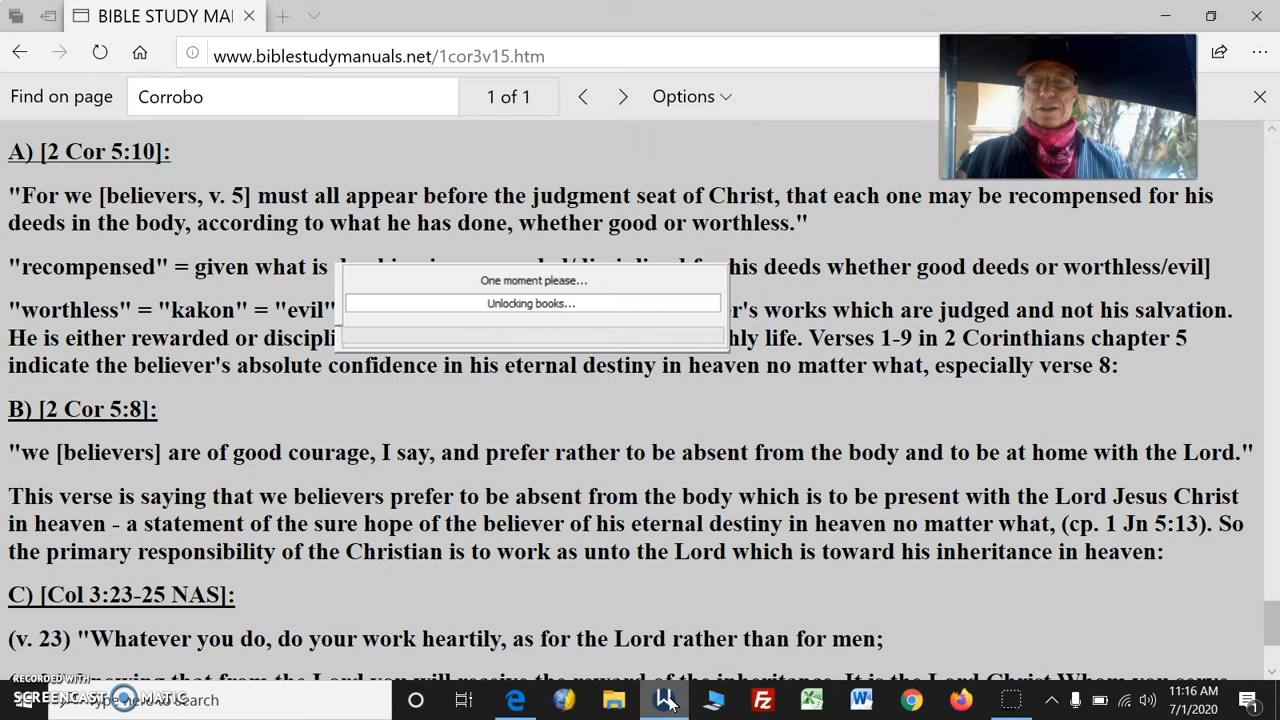 BIBLE STUDY MAI
www.biblestudymanuals.net/1cor3v15.htm
Find on page
Corrobo
1 of 1
Options
A) [2 Cor 5:10]:
"For we [believers, v. 5] must all appear before the judgment seat of Christ, that each one may be recompensed for his
deeds in the body, according to what he has done, whether good or worthless."
"recompensed" = given what is his deeds whether good deeds or worthless/evil]
One moment please...
Unlocking books...
"worthless" = "kakon" = "evil" er's works which are judged and not his salvation.
He is either rewarded or discipli hly life. Verses 1-9 in 2 Corinthians chapter 5
indicate the believer's absolute confidence in his eternal destiny in heaven no matter what, especially verse 8:
B) [2 Cor 5:8]:
"we [believers] are of good courage, I say, and prefer rather to be absent from the body and to be at home with the Lord."
This verse is saying that we believers prefer to be absent from the body which is to be present with the Lord Jesus Christ
in heaven - a statement of the sure hope of the believer of his eternal destiny in heaven no matter what, (cp. 1 Jn 5:13). So
the primary responsibility of the Christian is to work as unto the Lord which is toward his inheritance in heaven:
C) [Col 3:23-25 NAS]:
(v. 23) "Whatever you do, do your work heartily, as for the Lord rather than for men;
RECORDED WITH
SCREENCAST MATIC
Type here to search
11:16 AM
7/1/2020